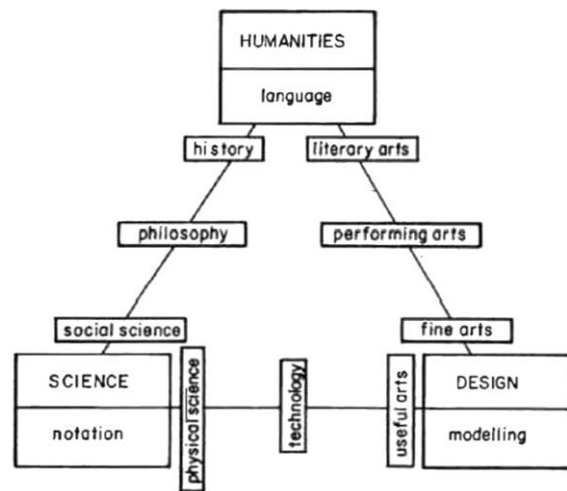 HUMANITIES
language
history
literary arts
philosophy
performing arts
social science
fine arts
SCIENCE
notation
physical science
technology
useful arts
DESIGN
modelling